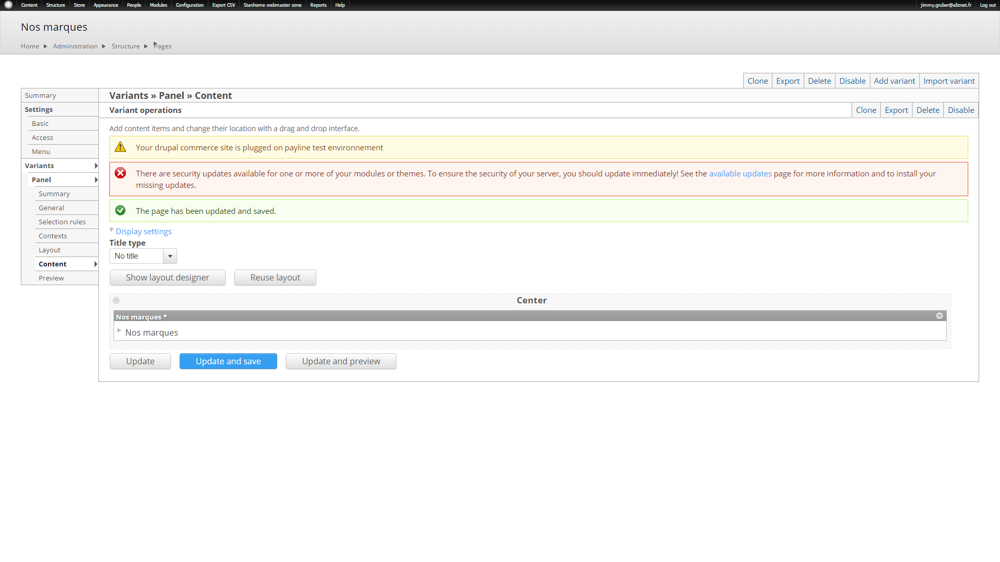 Content Structure Store Appearance People Modules Configuration Export CSV Stanhome webmaster zone Reports Help jimmy.gruber@aliznet.fr Log out
Nos marques
Home Administration Structure Pages
Clone Export Delete Disable Add variant Import variant
Summary
Settings
Basic
Access
Menu
Variants
Panel
Summary
General
Selection rules
Contexts
Layout
Content
Preview
Variants » Panel » Content
Variant operations
Clone Export Delete Disable
Add content items and change their location with a drag and drop interface.
Your drupal commerce site is plugged on payline test environnement
There are security updates available for one or more of your modules or themes. To ensure the security of your server, you should update immediately! See the available updates page for more information and to install your
missing updates.
The page has been updated and saved.
Display settings
Title type
No title
Show layout designer Reuse layout
Center
Nos marques *
Nos marques
Update Update and save Update and preview